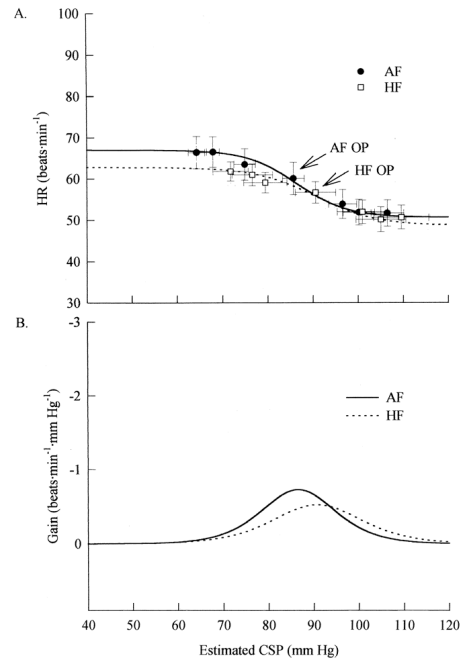 A.
100
90
80
70
60
50
40
30
HR (beats·min⁻¹)
AF
HF
AF OP
HF OP
B.
-3
-2
-1
0
Gain (beats·min⁻¹·mm Hg⁻¹)
AF
HF
40 50 60 70 80 90 100 110 120
Estimated CSP (mm Hg)